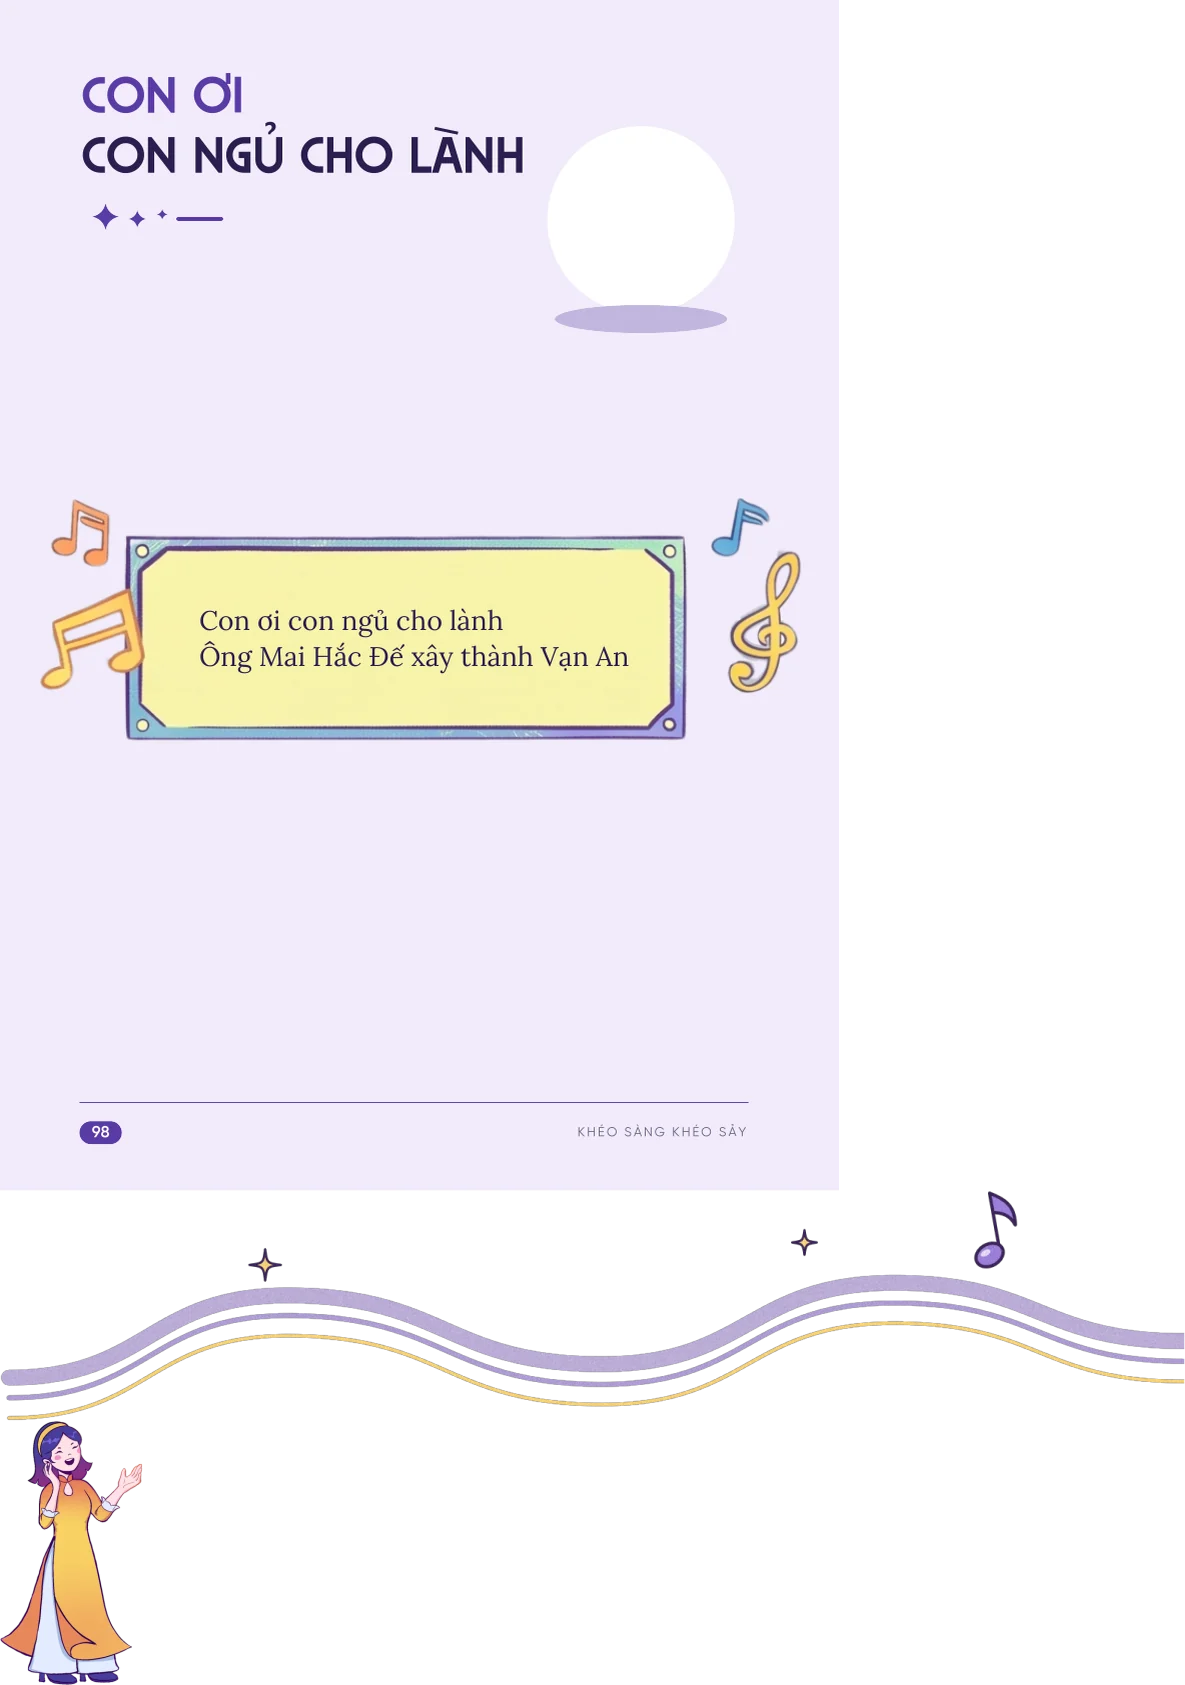 CON ƠI
CON NGỦ CHO LÀNH
Con ơi con ngủ cho lành
Ông Mai Hắc Đế xây thành Vạn An
98
KHÉO SÀNG KHÉO SẢY